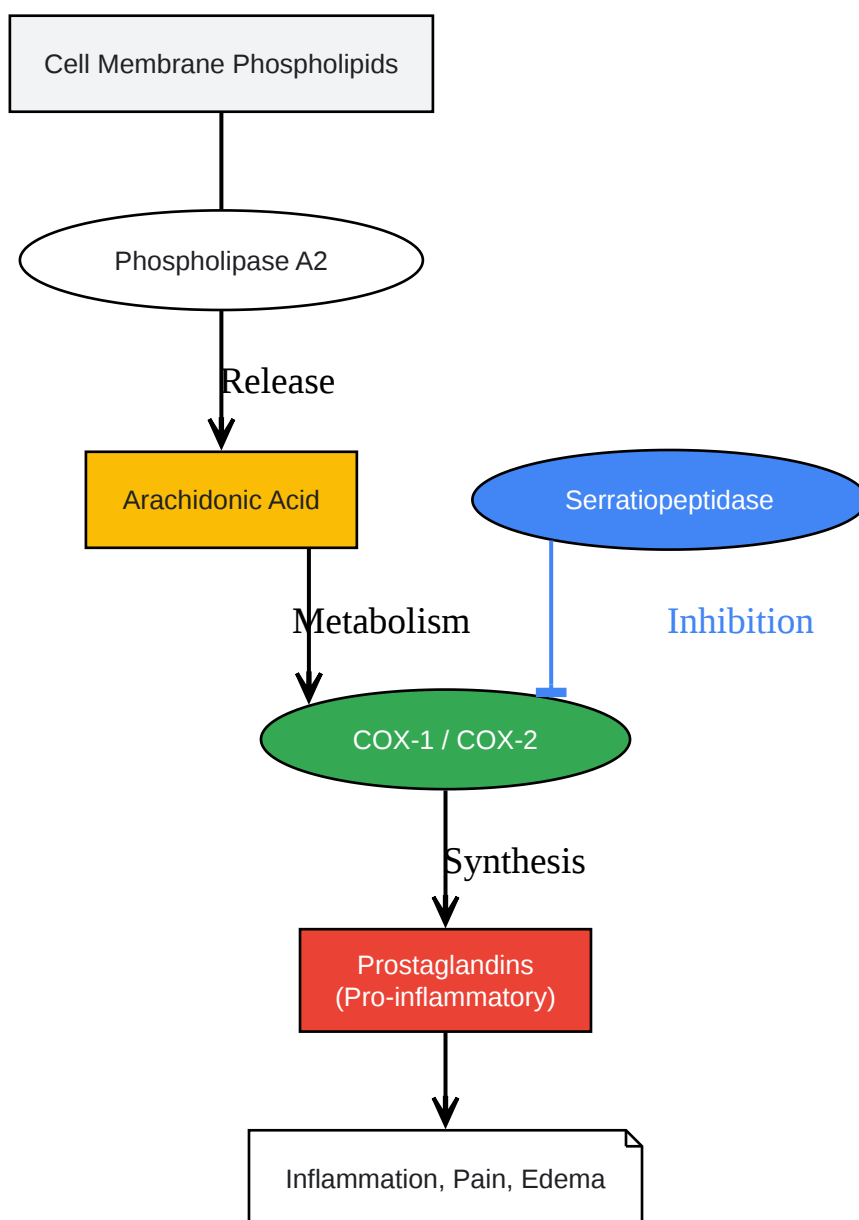 Cell Membrane Phospholipids
Phospholipase A2
Release
Arachidonic Acid
Serratiopeptidase
Metabolism
Inhibition
COX-1 / COX-2
Synthesis
Prostaglandins
(Pro-inflammatory)
Inflammation, Pain, Edema